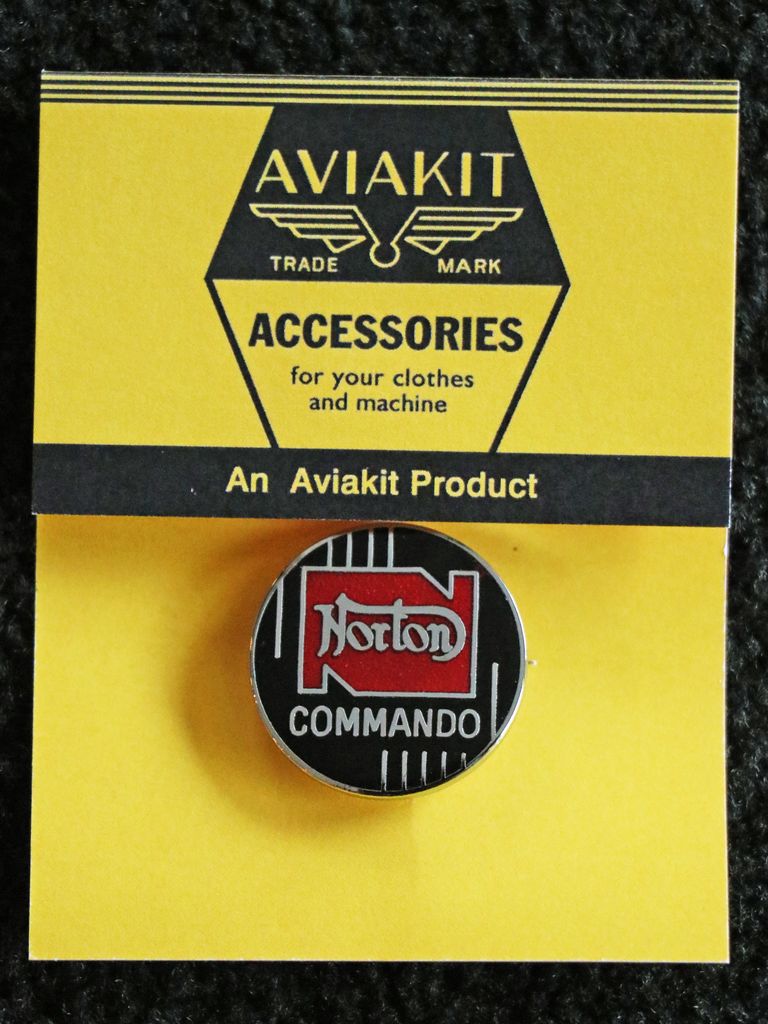 AVIAKIT
TRADE MARK
ACCESSORIES
for your clothes
and machine
An Aviakit Product
Norton
COMMANDO